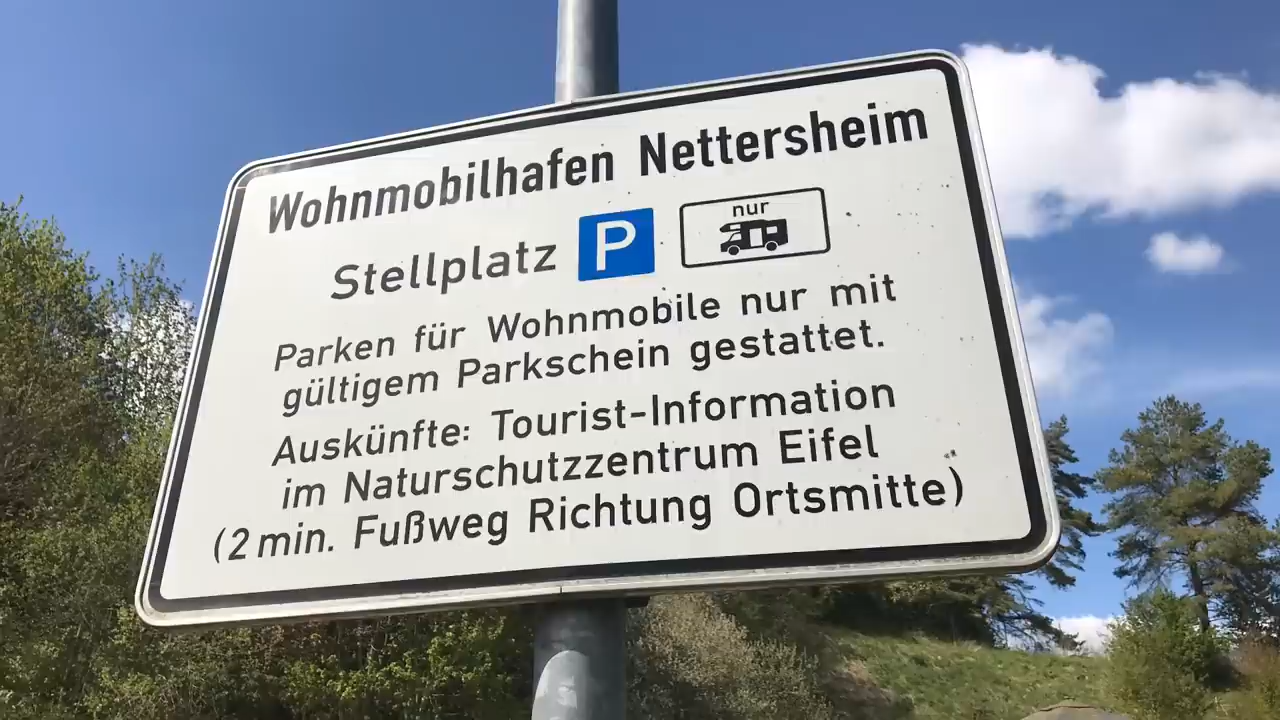 Wohnmobilhafen Nettersheim
Stellplatz P nur
Parken für Wohnmobile nur mit
gültigem Parkschein gestattet.
Auskünfte: Tourist-Information
im Naturschutzzentrum Eifel
(2 min. Fußweg Richtung Ortsmitte)